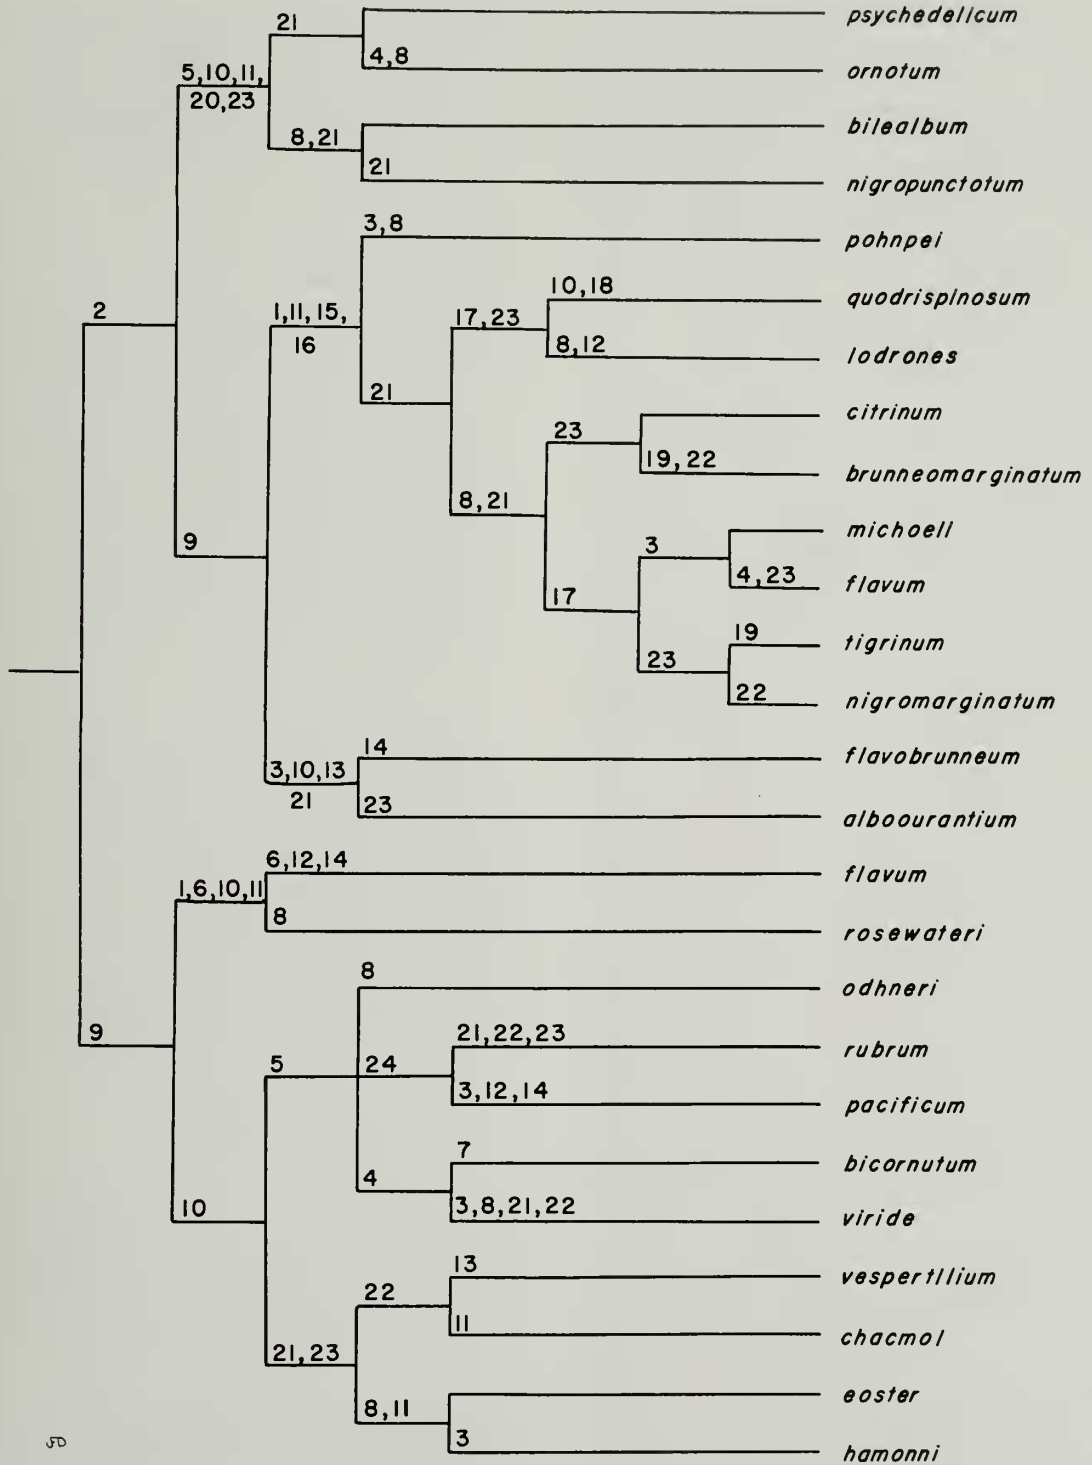 psychedelicum
21
4,8
ornotum
5,10,11,
20,23
bilealbum
8,21
21
nigropunctotum
3,8
pohnpei
10,18
quodrispinosum
2
1,11,15,
16
17,23
8,12
lodrones
21
citrinum
23
19,22
brunneomarginatum
8,21
michaell
3
9
4,23
flavum
17
19
tigrinum
23
22
nigromarginatum
14
flavobrunneum
3,10,13
21
23
alboourantium
6,12,14
flavum
1,6,10,11
8
rosewateri
8
odhneri
9
21,22,23
rubrum
5
24
3,12,14
pacificum
7
bicornutum
4
10
3,8,21,22
viride
13
vespertilium
22
11
chacmol
21,23
eoster
8,11
3
hamonni
JD